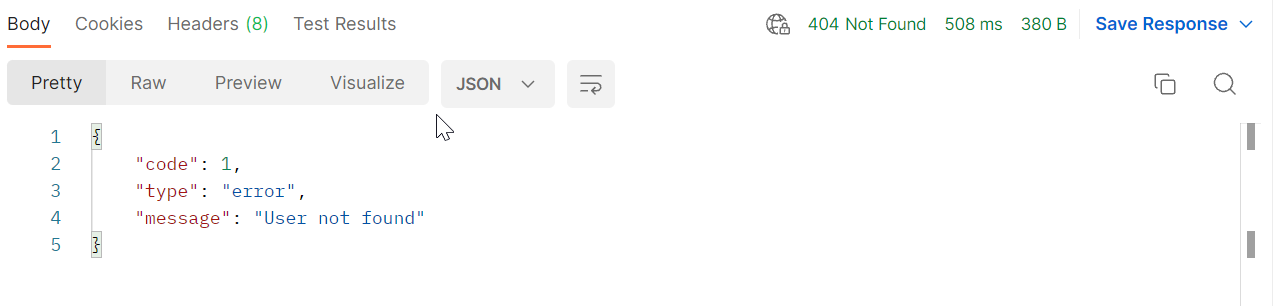 Body Cookies Headers (8) Test Results 404 Not Found 508 ms 380 B Save Response
Pretty Raw Preview Visualize JSON
1 {
2 "code": 1,
3 "type": "error",
4 "message": "User not found"
5 }